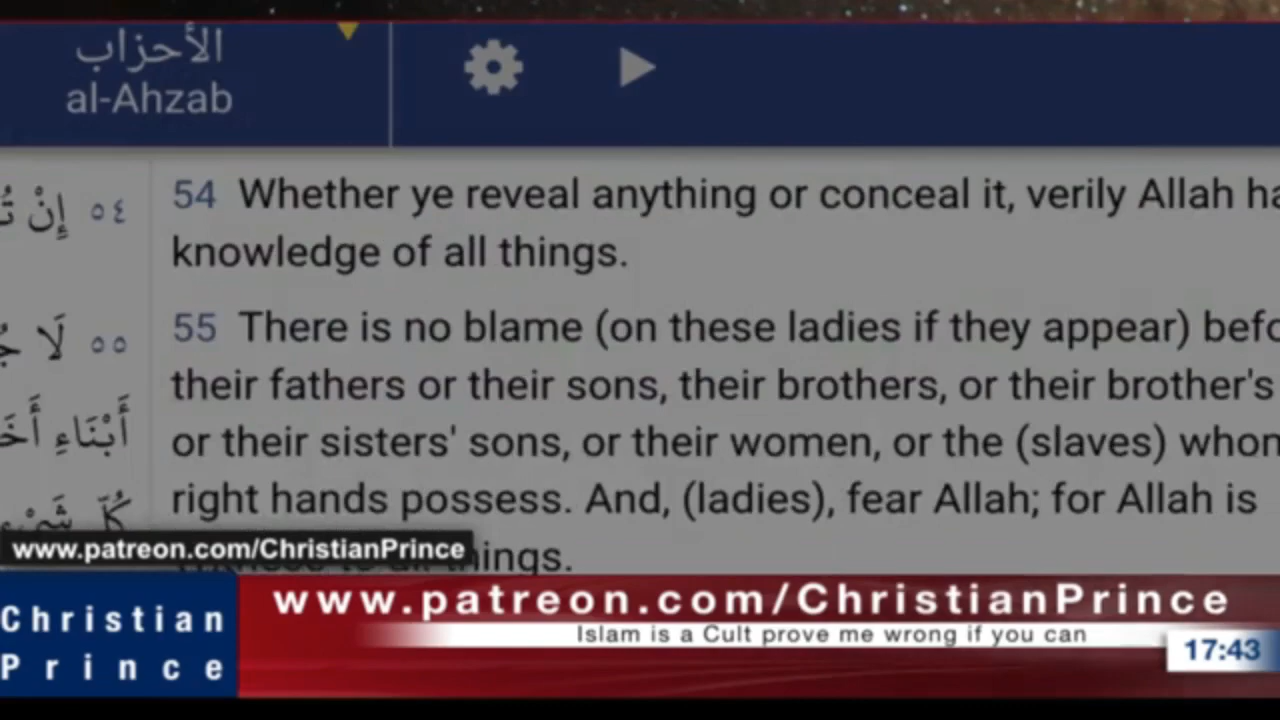 الأحزاب
al-Ahzab
٥٤ إِنْ
54 Whether ye reveal anything or conceal it, verily Allah
knowledge of all things.
٥٥ لَا
55 There is no blame (on these ladies if they appear)
their fathers or their sons, their brothers, or their brother's
أَبْنَاءِ
or their sisters' sons, or their women, or the (slaves)
right hands possess. And, (ladies), fear Allah; for Allah is
كُلِّ
www.patreon.com/ChristianPrince
things.
Christian
Prince
www.patreon.com/ChristianPrince
Islam is a Cult prove me wrong if you can
17:43